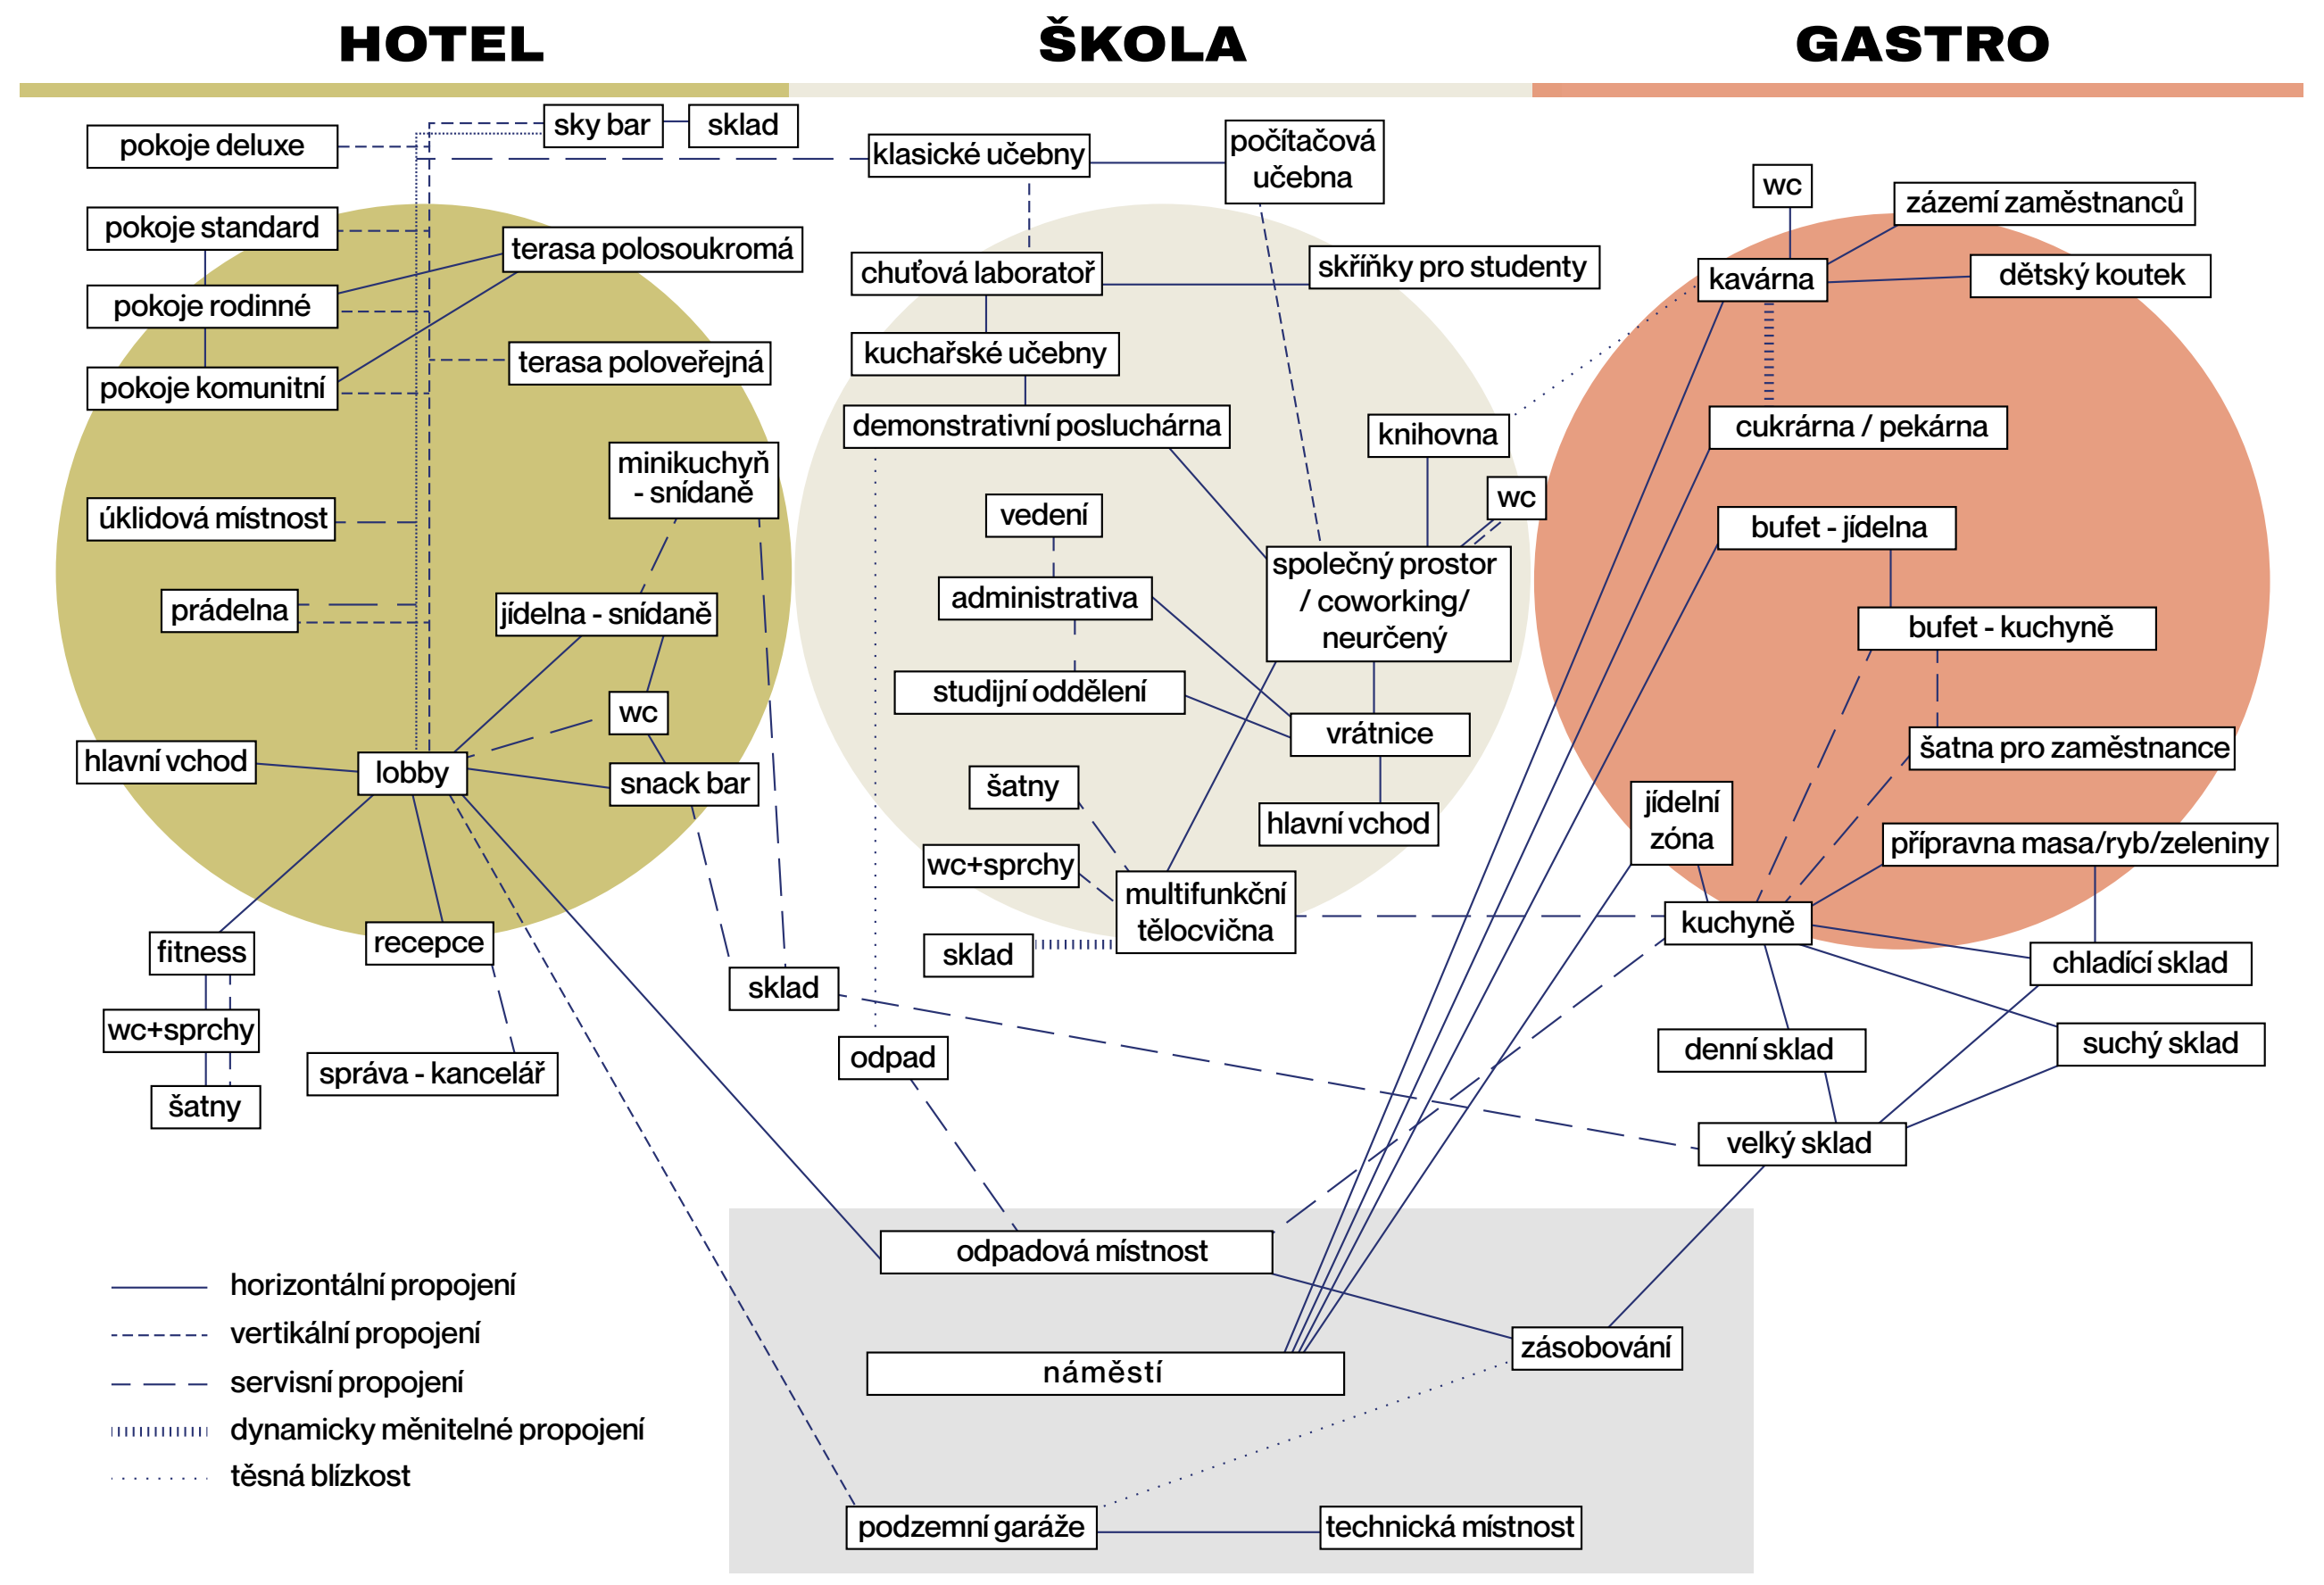 HOTEL
ŠKOLA
GASTRO
pokoje deluxe
sky bar
sklad
pokoje standard
terasa polosoukromá
pokoje rodinné
terasa poloveřejná
pokoje komunitní
minikuchyň
- snídaně
úklidová místnost
prádelna
jídelna - snídaně
wc
hlavní vchod
lobby
snack bar
fitness
recepce
sklad
wc+sprchy
správa - kancelář
šatny
klasické učebny
počítačová
učebna
chuťová laboratoř
skříňky pro studenty
kuchařské učebny
demonstrativní posluchárna
knihovna
wc
vedení
společný prostor
/ coworking/
neurčený
administrativa
studijní oddělení
vrátnice
šatny
hlavní vchod
wc+sprchy
multifunkční
tělocvična
sklad
odpad
wc
zázemí zaměstnanců
kavárna
dětský koutek
cukrárna / pekárna
bufet - jídelna
bufet - kuchyně
šatna pro zaměstnance
jídelní
zóna
přípravna masa/ryb/zeleniny
kuchyně
chladící sklad
denní sklad
suchý sklad
velký sklad
odpadová místnost
zásobování
náměstí
podzemní garáže
technická místnost
horizontální propojení
vertikální propojení
servisní propojení
dynamicky měnitelné propojení
těsná blízkost